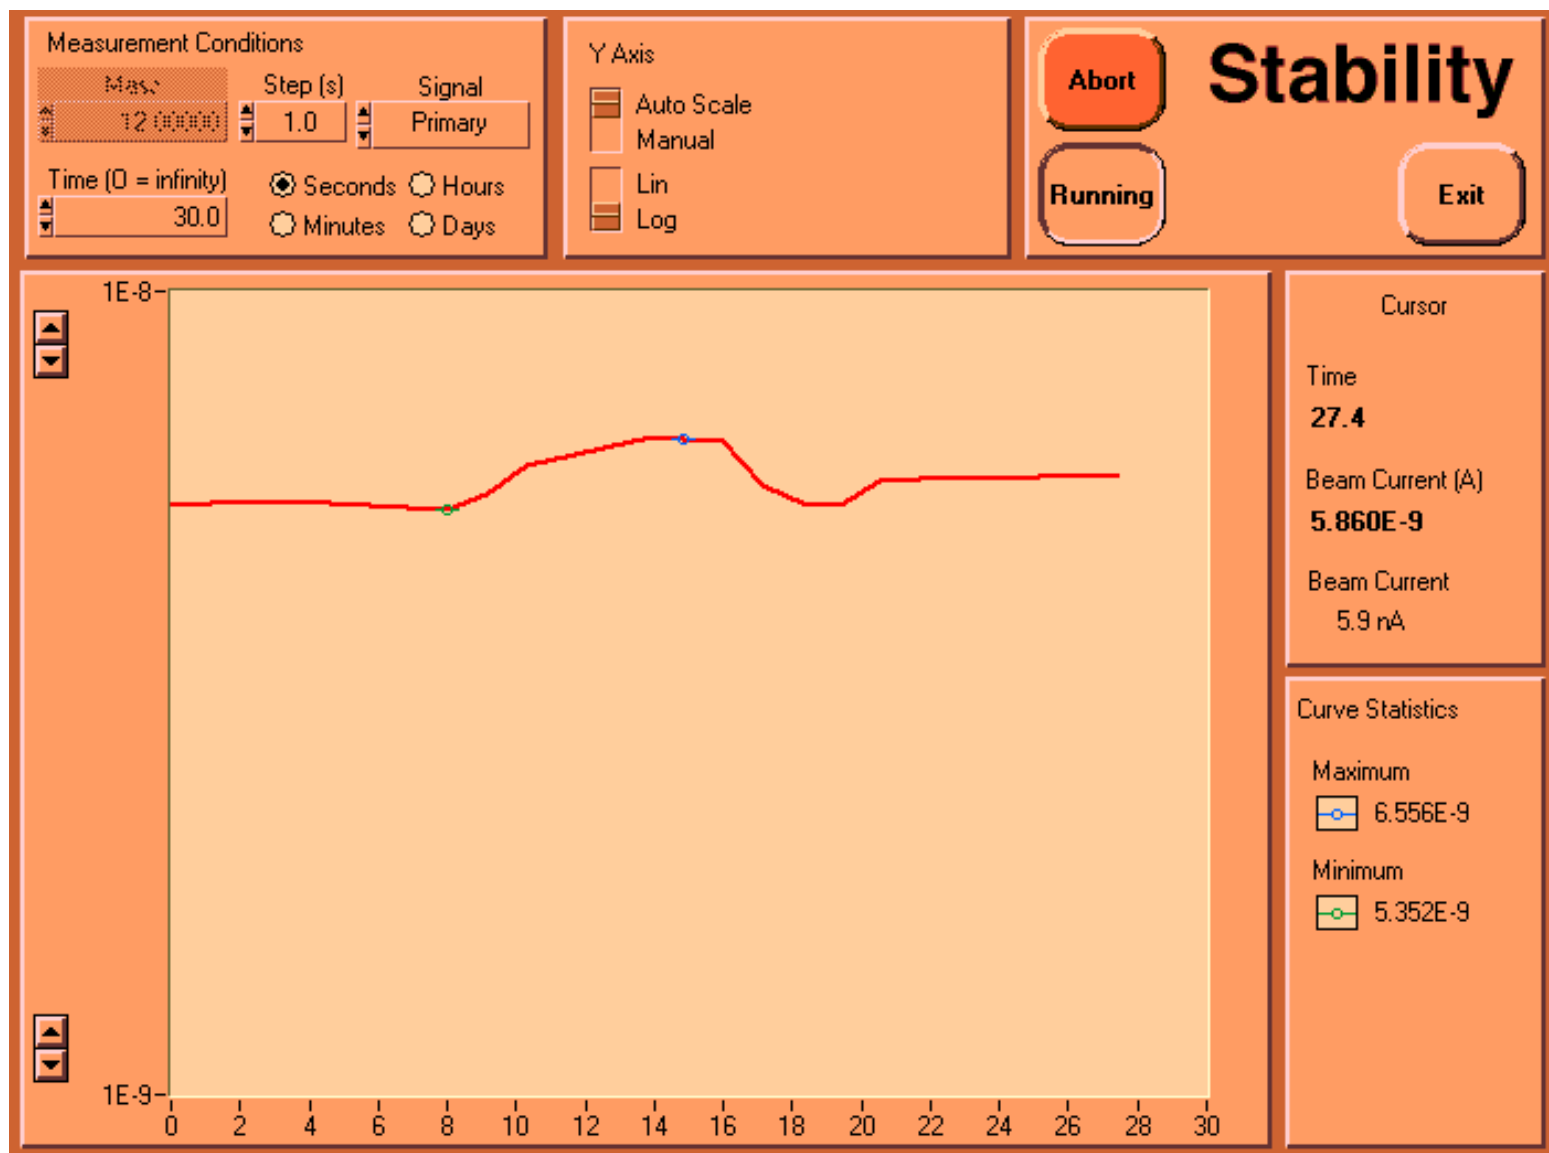 Measurement Conditions
Mass Step (s) Signal
12.00000 1.0 Primary
Time (0 = infinity)
30.0
Seconds Hours
Minutes Days
Y Axis
Auto Scale
Manual
Lin
Log
Abort
Stability
Running
Exit
1E-8
1E-9
0 2 4 6 8 10 12 14 16 18 20 22 24 26 28 30
Cursor
Time
27.4
Beam Current (A)
5.860E-9
Beam Current
5.9 nA
Curve Statistics
Maximum
6.556E-9
Minimum
5.352E-9